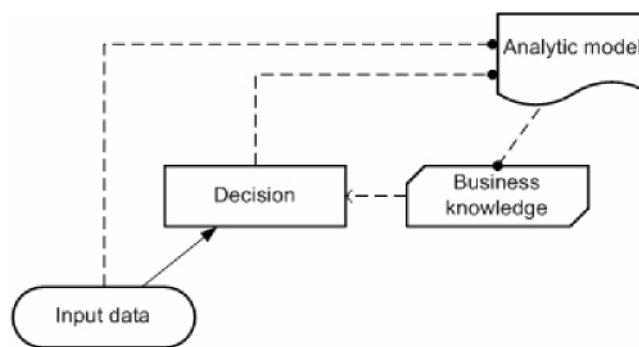 Analytic model
Decision
Business
knowledge
Input data